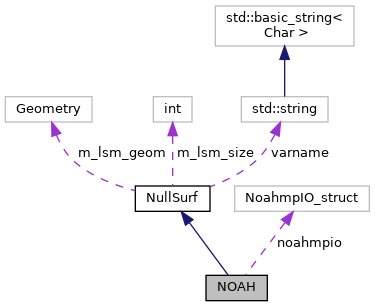 std::basic_string<
Char >
Geometry
int
std::string
m_lsm_geom
m_lsm_size
varname
NullSurf
NoahmpIO_struct
noahmpio
NOAH